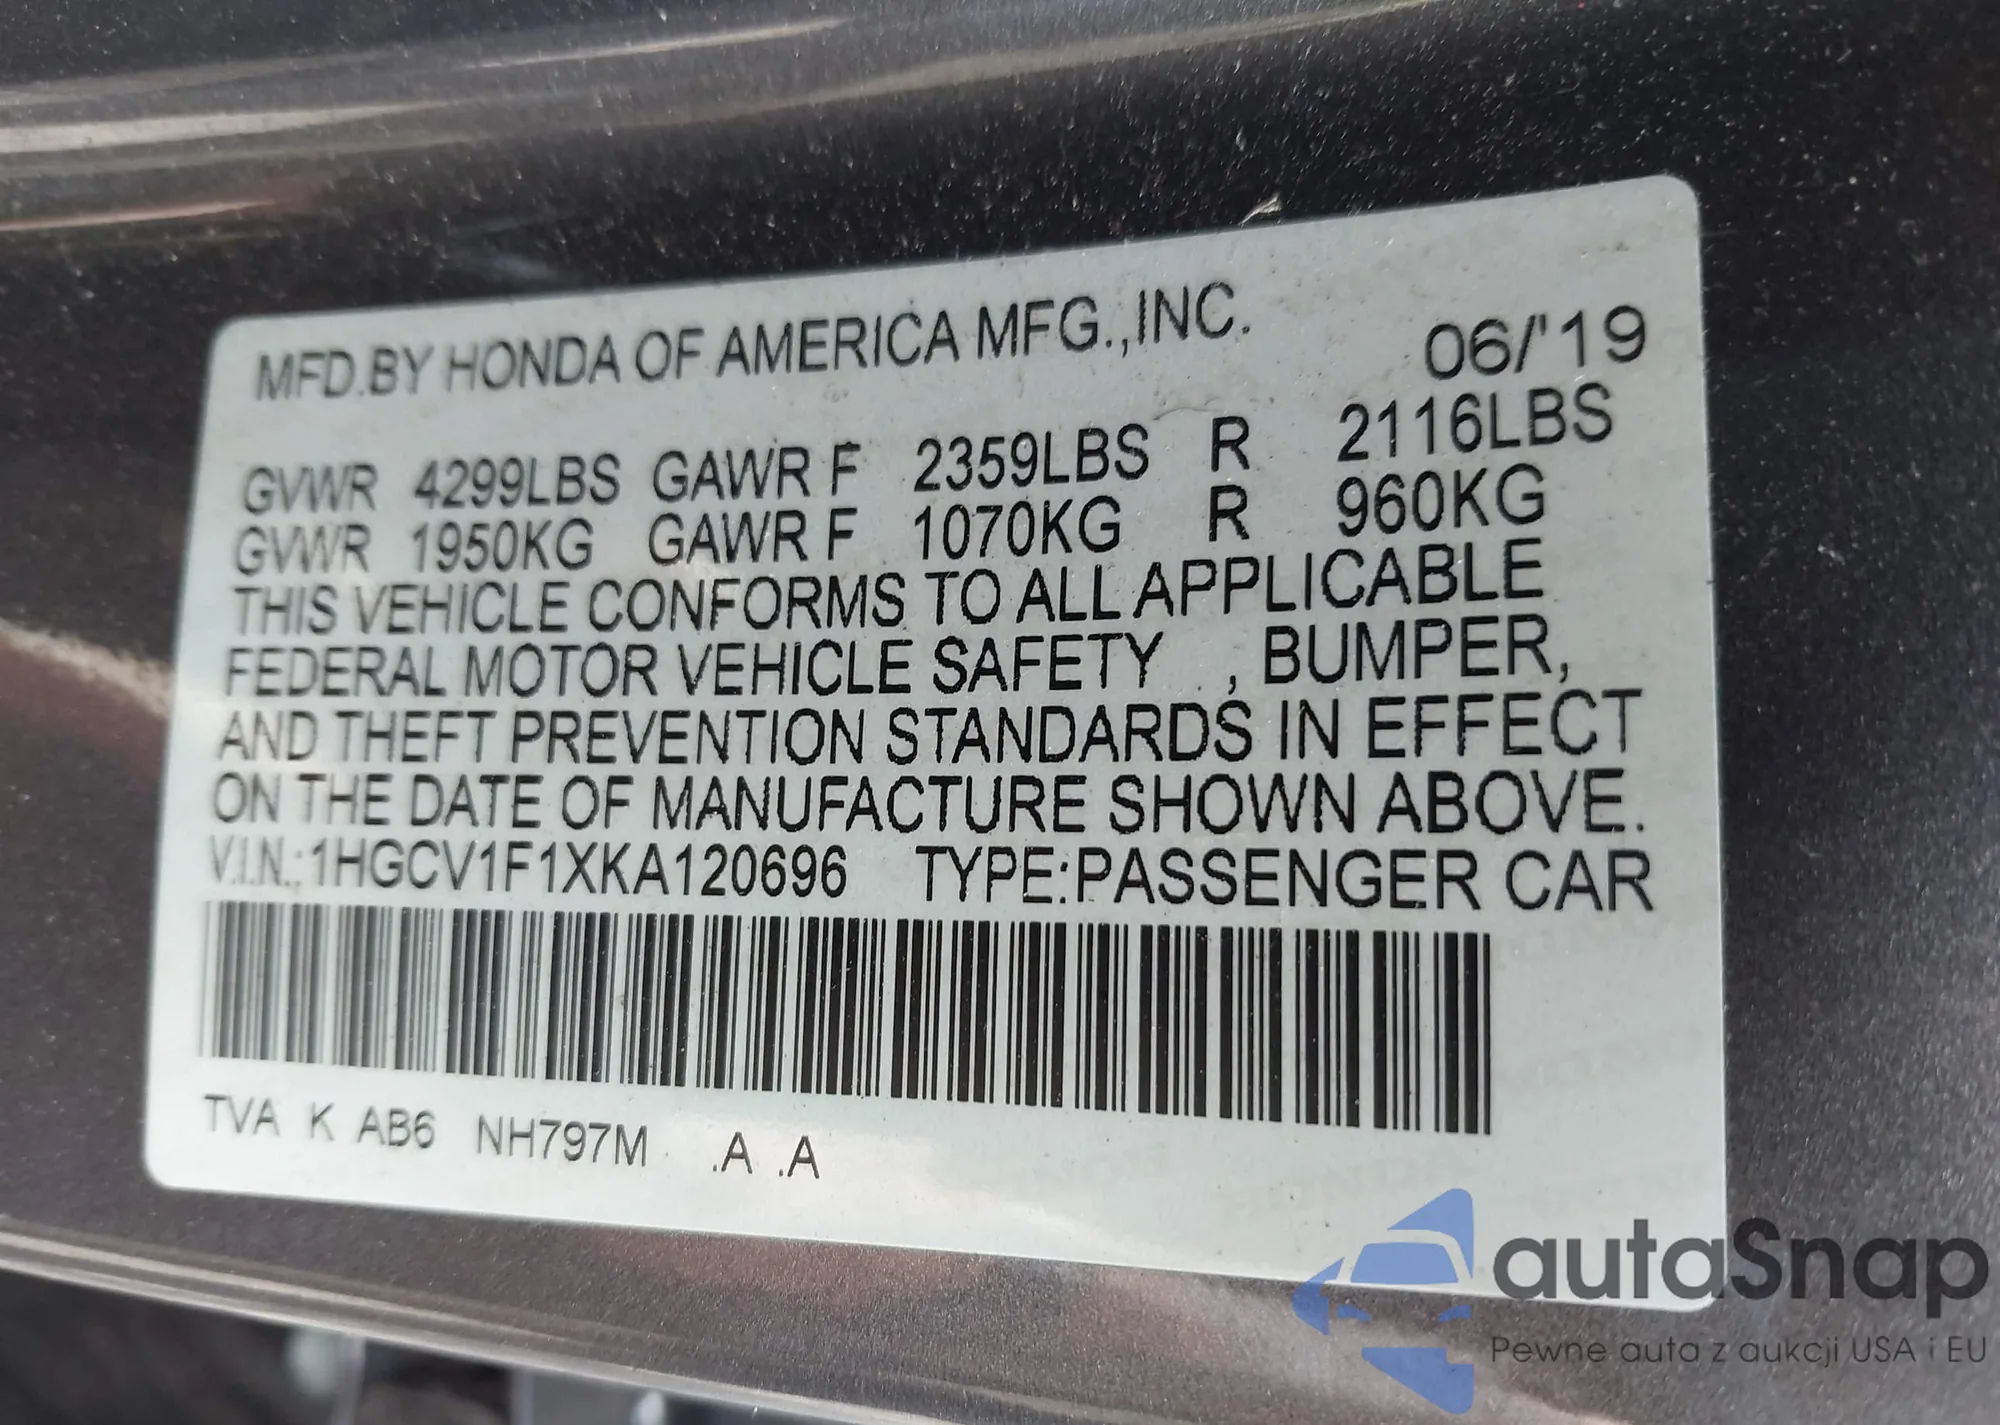 MFD.BY HONDA OF AMERICA MFG.,INC. 06/'19
GVWR 4299LBS GAWR F 2359LBS R 2116LBS
GVWR 1950KG GAWR F 1070KG R 960KG
THIS VEHICLE CONFORMS TO ALL APPLICABLE
FEDERAL MOTOR VEHICLE SAFETY , BUMPER,
AND THEFT PREVENTION STANDARDS IN EFFECT
ON THE DATE OF MANUFACTURE SHOWN ABOVE.
V.I.N.:1HGCV1F1XKA120696 TYPE:PASSENGER CAR
TVA K AB6 NH797M .A .A
autaSnap
Pewne auta z aukcji USA i EU